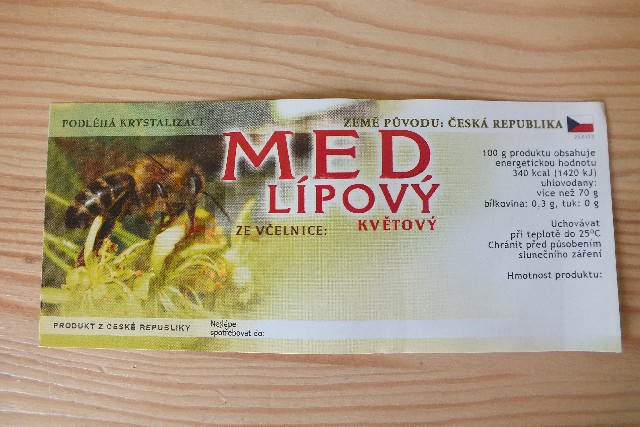 PODLÉHÁ KRYSTALIZACI
ZEMĚ PŮVODU: ČESKÁ REPUBLIKA
MED
LÍPOVÝ
KVĚTOVÝ
ZE VČELNICE:
100 g produktu obsahuje
energetickou hodnotu
340 kcal (1420 kJ)
uhlovodany:
více než 70 g
bílkovina: 0,3 g, tuk: 0 g
Uchovávat
při teplotě do 25°C
Chránit před působením
slunečního záření
Hmotnost produktu:
PRODUKT Z ČESKÉ REPUBLIKY
Nejlépe
spotřebovat do: